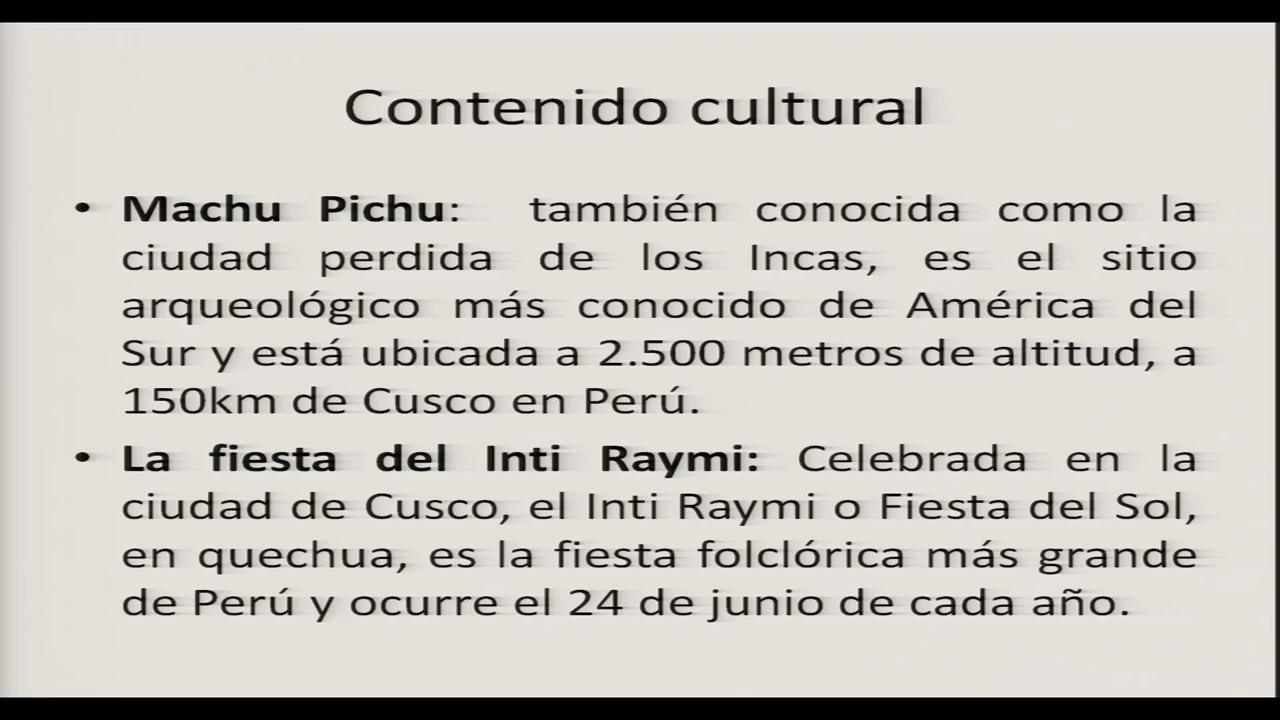 Contenido cultural
• Machu Pichu: también conocida como la
ciudad perdida de los Incas, es el sitio
arqueológico más conocido de América del
Sur y está ubicada a 2.500 metros de altitud, a
150km de Cusco en Perú.
• La fiesta del Inti Raymi: Celebrada en la
ciudad de Cusco, el Inti Raymi o Fiesta del Sol,
en quechua, es la fiesta folclórica más grande
de Perú y ocurre el 24 de junio de cada año.